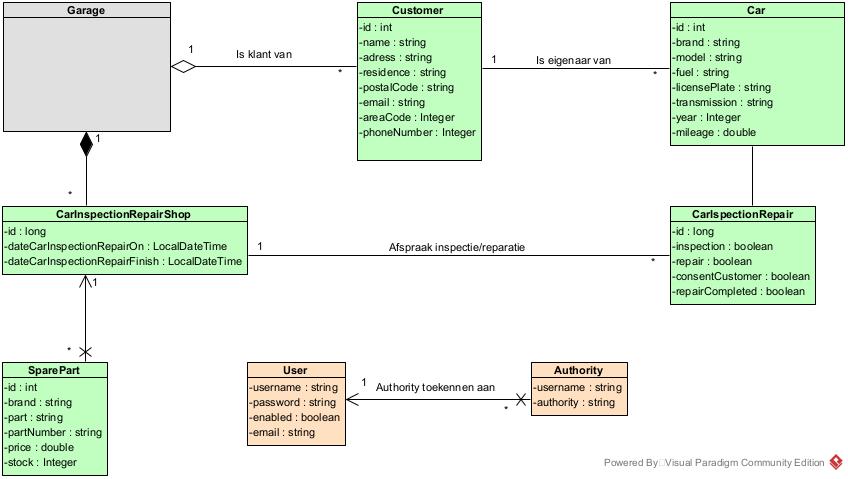 Garage
Customer
-id : int
-name : string
-adress : string
-residence : string
-postalCode : string
-email : string
-areaCode : Integer
-phoneNumber : Integer
Car
-id : int
-brand : string
-model : string
-fuel : string
-licensePlate : string
-transmission : string
-year : Integer
-mileage : double
1
Is klant van
*
1
Is eigenaar van
*
1
*
CarInspectionRepairShop
-id : long
-dateCarInspectionRepairOn : LocalDateTime
-dateCarInspectionRepairFinish : LocalDateTime
1
Afspraak inspectie/reparatie
*
CarIspectionRepair
-id : long
-inspection : boolean
-repair : boolean
-consentCustomer : boolean
-repairCompleted : boolean
1
*
SparePart
-id : int
-brand : string
-part : string
-partNumber : string
-price : double
-stock : Integer
User
-username : string
-password : string
-enabled : boolean
-email : string
1
Authority toekennen aan
*
Authority
-username : string
-authority : string
Powered By Visual Paradigm Community Edition